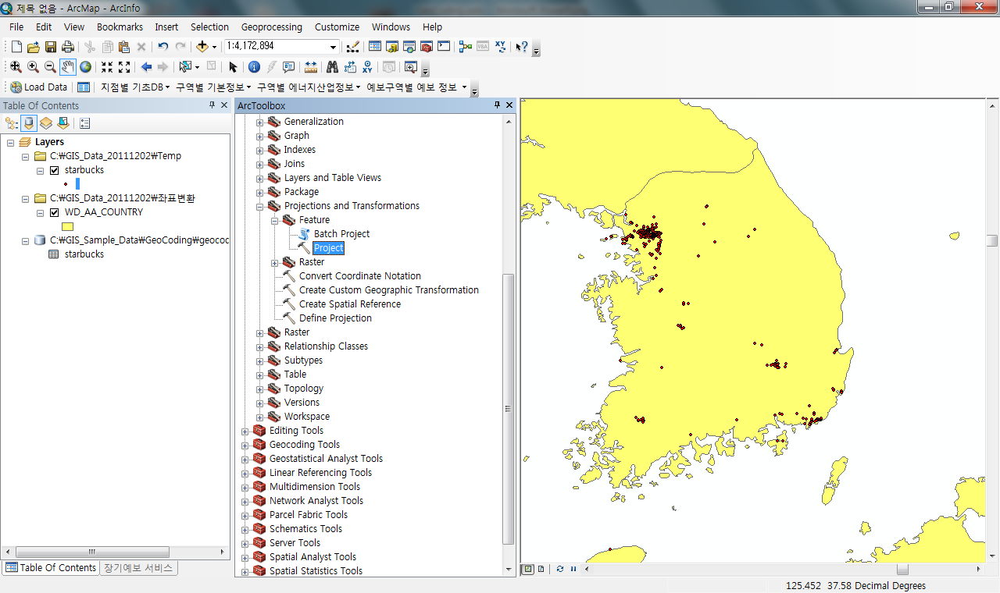 제목 없음 - ArcMap - ArcInfo
File Edit View Bookmarks Insert Selection Geoprocessing Customize Windows Help
1:4,172,894
Load Data 지점별 기초DB 구역별 기본정보 구역별 에너지산업정보 예보구역별 예보 정보
Table Of Contents
Layers
C:₩GIS_Data_20111202₩Temp
starbucks
C:₩GIS_Data_20111202₩좌표변환
WD_AA_COUNTRY
C:₩GIS_Sample_Data₩GeoCoding₩geocod
starbucks
Table Of Contents 장기예보 서비스
ArcToolbox
Generalization
Graph
Indexes
Joins
Layers and Table Views
Package
Projections and Transformations
Feature
Batch Project
Project
Raster
Convert Coordinate Notation
Create Custom Geographic Transformation
Create Spatial Reference
Define Projection
Raster
Relationship Classes
Subtypes
Table
Topology
Versions
Workspace
Editing Tools
Geocoding Tools
Geostatistical Analyst Tools
Linear Referencing Tools
Multidimension Tools
Network Analyst Tools
Parcel Fabric Tools
Schematics Tools
Server Tools
Spatial Analyst Tools
Spatial Statistics Tools
125.452 37.58 Decimal Degrees